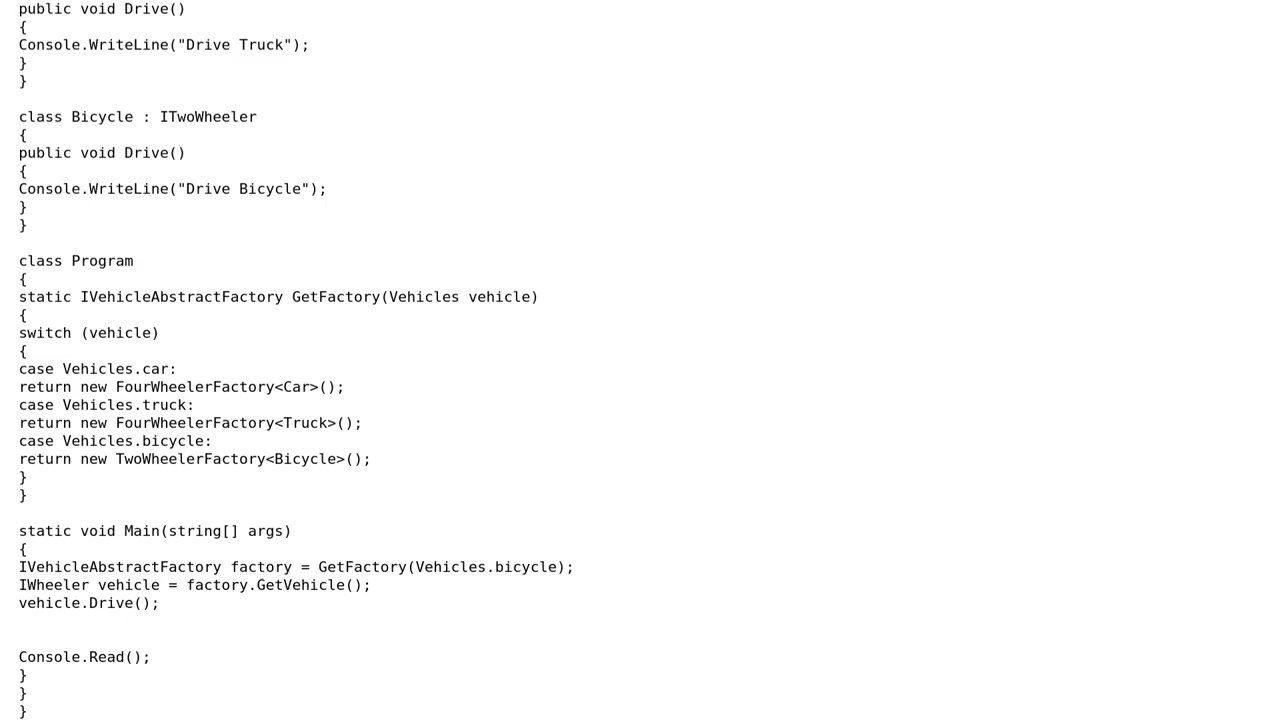 public void Drive()
{
Console.WriteLine("Drive Truck");
}
}
class Bicycle : ITwoWheeler
{
public void Drive()
{
Console.WriteLine("Drive Bicycle");
}
}
class Program
{
static IVehicleAbstractFactory GetFactory(Vehicles vehicle)
{
switch (vehicle)
{
case Vehicles.car:
return new FourWheelerFactory<Car>();
case Vehicles.truck:
return new FourWheelerFactory<Truck>();
case Vehicles.bicycle:
return new TwoWheelerFactory<Bicycle>();
}
}
static void Main(string[] args)
{
IVehicleAbstractFactory factory = GetFactory(Vehicles.bicycle);
IWheeler vehicle = factory.GetVehicle();
vehicle.Drive();
Console.Read();
}
}
}